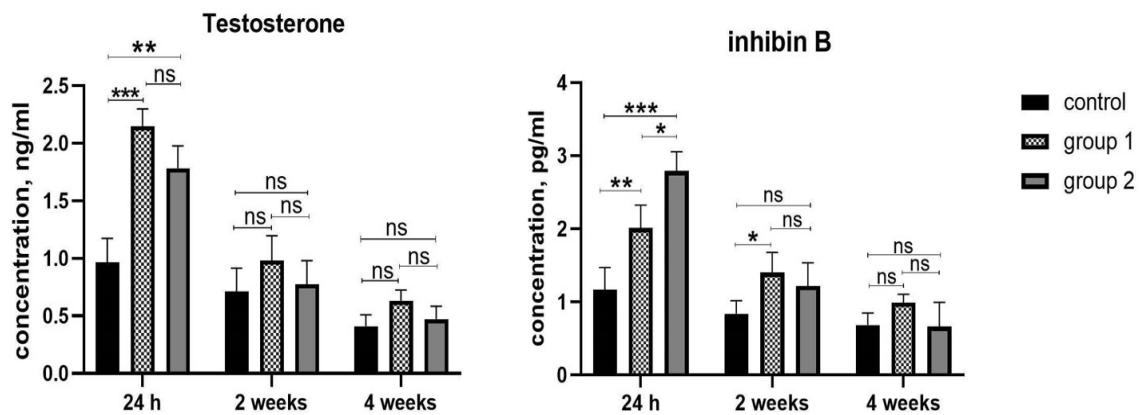 Testosterone
concentration, ng/ml
2.5
2.0
1.5
1.0
0.5
0.0
**
ns
***
ns
ns
ns
ns
ns
ns
24 h
2 weeks
4 weeks
inhibin B
concentration, pg/ml
4
3
2
1
0
***
*
**
ns
ns
*
ns
ns
ns
24 h
2 weeks
4 weeks
control
group 1
group 2